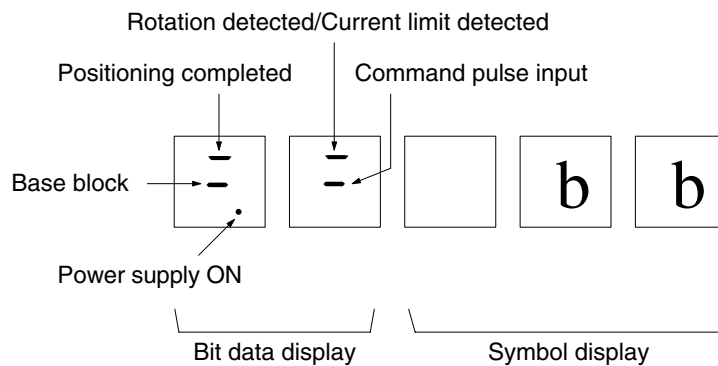 Rotation detected/Current limit detected
Positioning completed
Command pulse input
Base block
b b
Power supply ON
Bit data display
Symbol display